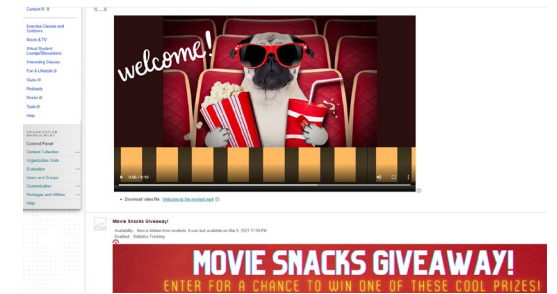 Content
Exercise Classes and
Outdoors
Movie & TV
Virtual Student
Lounge/Discussions
Interesting Classes
Fun & Lifestyle
Clubs
Podcasts
Tools
Help
ORGANIZATION
MANAGEMENT
Control Panel
Content Collection
Organization Tools
Evaluation
Users and Groups
Customization
Packages and Utilities
Help
welcome!
Download video file Welcome to the movies!.mp4
Movie Snacks Giveaway!
Availability Item is hidden from students. It was last available on Mar 5, 2021 11:59 PM.
Enabled Statistics Tracking
MOVIE SNACKS GIVEAWAY!
ENTER FOR A CHANCE TO WIN ONE OF THESE COOL PRIZES!